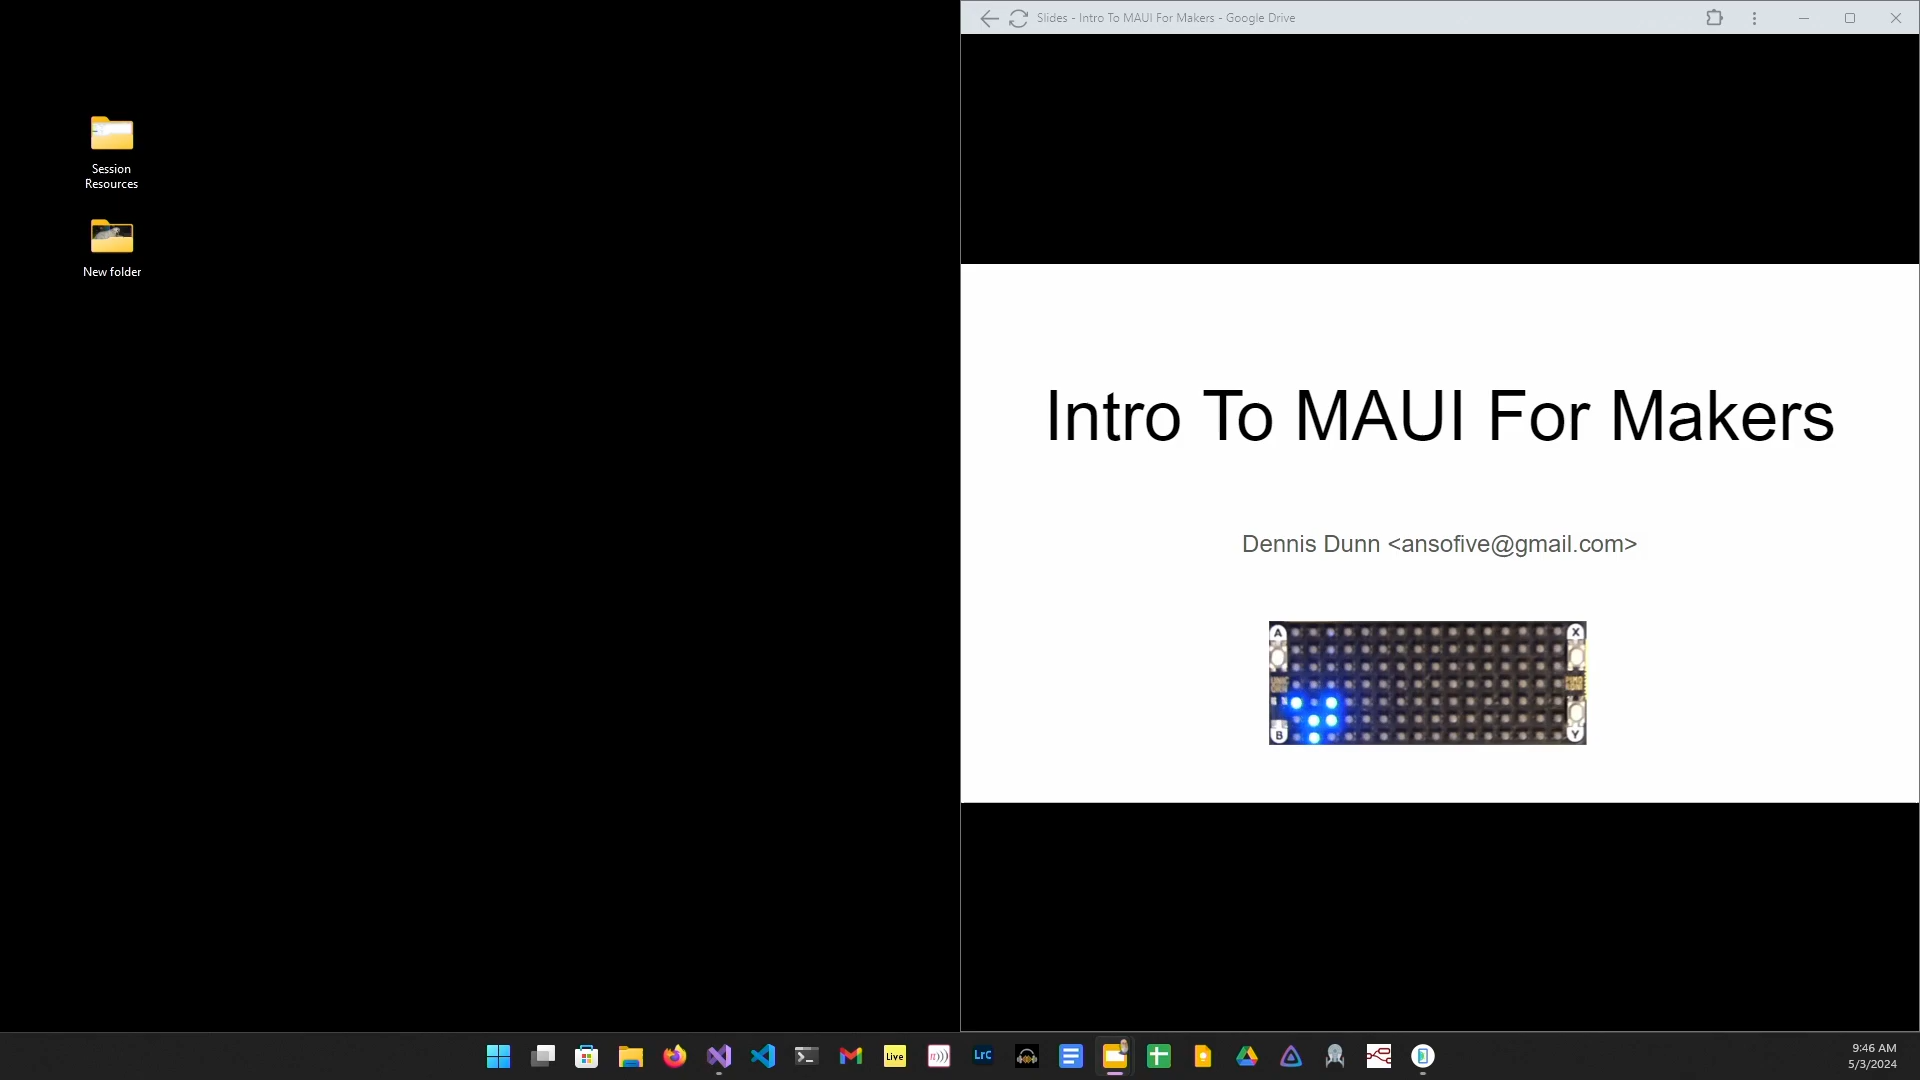 Slides - Intro To MAUI For Makers - Google Drive
Session
Resources
New folder
Intro To MAUI For Makers
Dennis Dunn <ansofive@gmail.com>
A
X
B
Y
Live
n)))
LrC
9:46 AM
5/3/2024